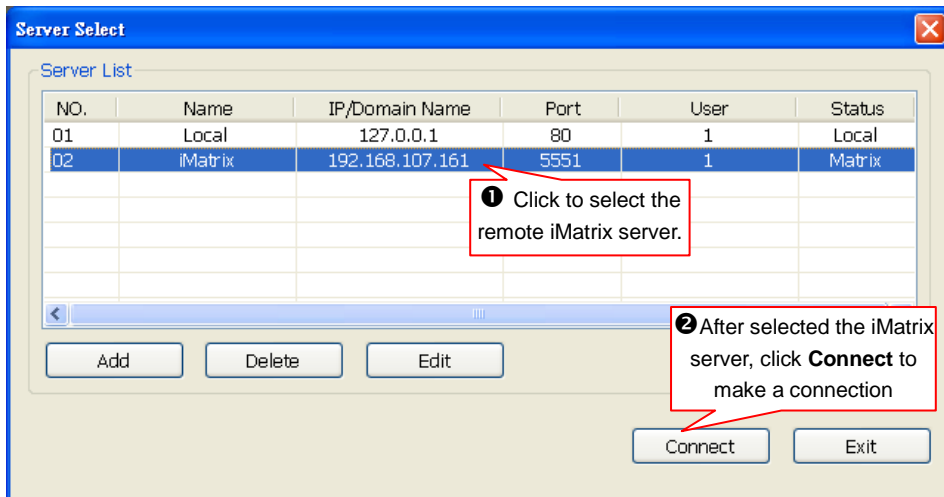 Server Select
Server List
NO. Name IP/Domain Name Port User Status
01 Local 127.0.0.1 80 1 Local
02 iMatrix 192.168.107.161 5551 1 Matrix
❶ Click to select the
remote iMatrix server.
❷After selected the iMatrix
server, click Connect to
make a connection
Add Delete Edit
Connect Exit